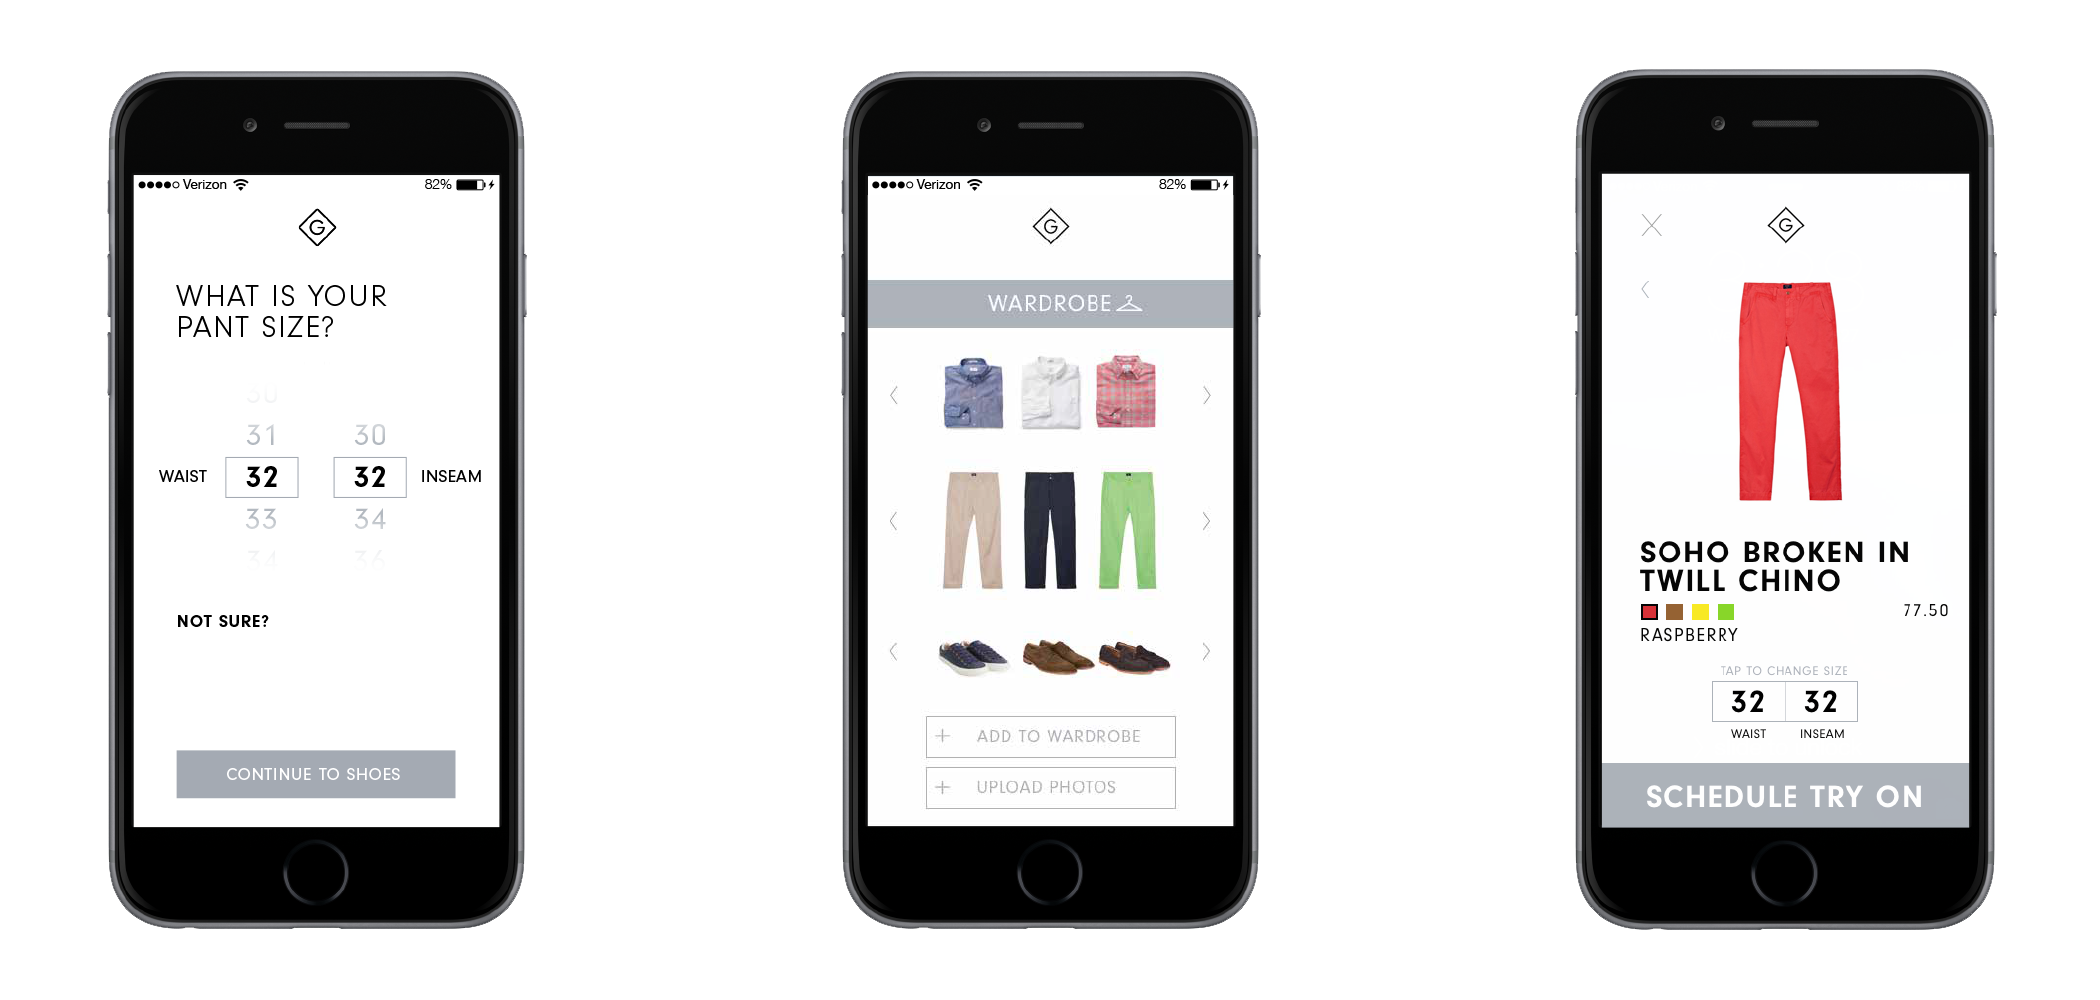 Verizon
82%
G
WHAT IS YOUR
PANT SIZE?
30
31 30
WAIST 32 32 INSEAM
33 34
34 36
NOT SURE?
CONTINUE TO SHOES
Verizon
82%
G
WARDROBE
+ ADD TO WARDROBE
+ UPLOAD PHOTOS
G
SOHO BROKEN IN
TWILL CHINO
77.50
RASPBERRY
TAP TO CHANGE SIZE
32 32
WAIST INSEAM
SCHEDULE TRY ON